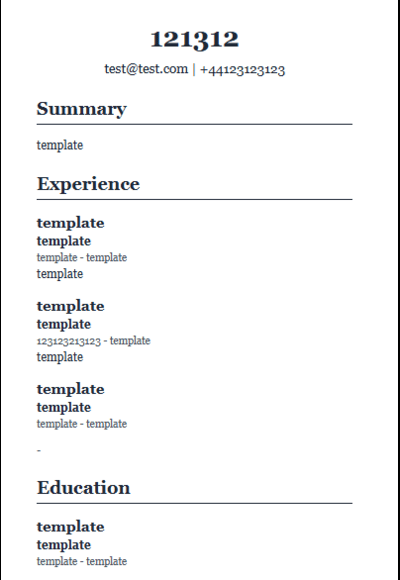 121312
test@test.com | +44123123123
Summary
template
Experience
template
template
template - template
template
template
template
123123213123 - template
template
template
template
template - template
-
Education
template
template
template - template